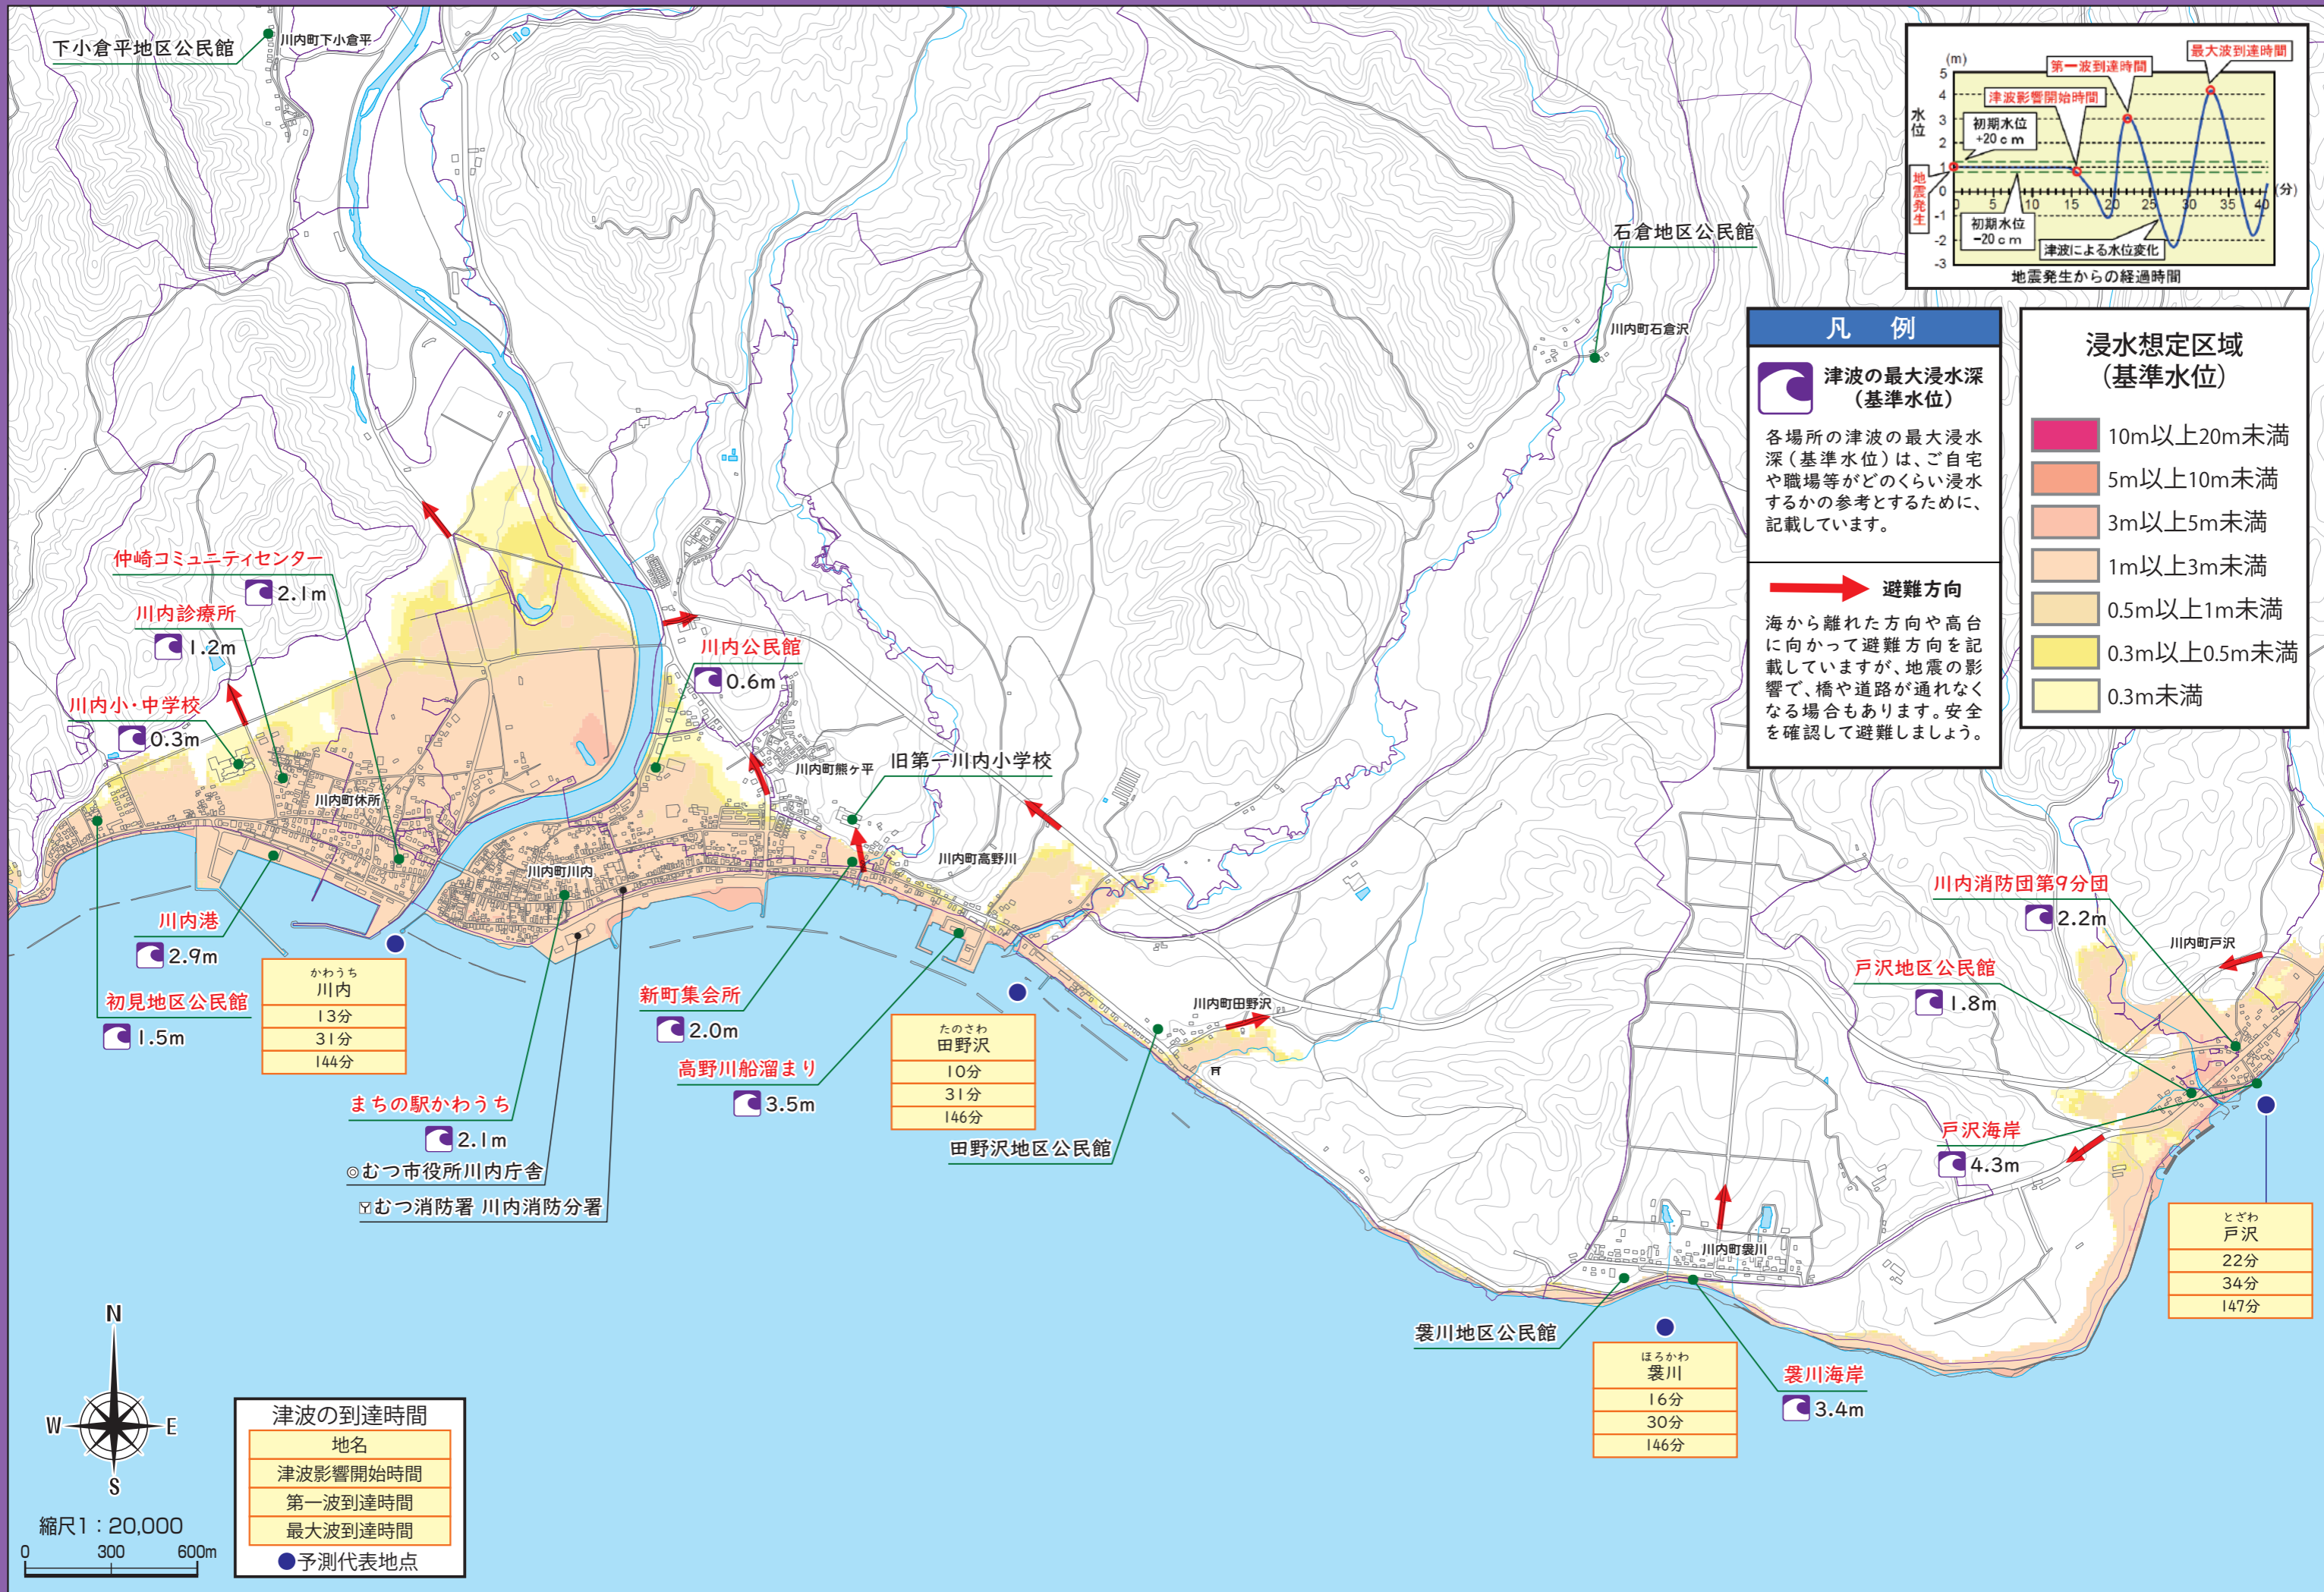 下小倉平地区公民館
川内町下小倉平
(m)
水位
5
4
3
2
1
0
-1
-2
-3
最大波到達時間
第一波到達時間
津波影響開始時間
初期水位
+20cm
地震発生
0 5 10 15 20 25 30 35 40
(分)
初期水位
-20cm
津波による水位変化
地震発生からの経過時間
石倉地区公民館
川内町石倉沢
凡 例
津波の最大浸水深
(基準水位)
各場所の津波の最大浸水
深(基準水位)は、ご自宅
や職場等がどのくらい浸水
するかの参考とするために、
記載しています。
避難方向
海から離れた方向や高台
に向かって避難方向を記
載していますが、地震の影
響で、橋や道路が通れなく
なる場合もあります。安全
を確認して避難しましょう。
浸水想定区域
(基準水位)
10m以上20m未満
5m以上10m未満
3m以上5m未満
1m以上3m未満
0.5m以上1m未満
0.3m以上0.5m未満
0.3m未満
仲崎コミュニティセンター
2.1m
川内診療所
1.2m
川内小・中学校
0.3m
川内公民館
0.6m
川内町熊ヶ平
旧第一川内小学校
川内町休所
川内町川内
川内町高野川
川内港
2.9m
初見地区公民館
1.5m
かわうち
川内
13分
31分
144分
まちの駅かわうち
2.1m
◎むつ市役所川内庁舎
むつ消防署 川内消防分署
新町集会所
2.0m
高野川船溜まり
3.5m
たのさわ
田野沢
10分
31分
146分
田野沢地区公民館
川内町田野沢
川内消防団第9分団
2.2m
川内町戸沢
戸沢地区公民館
1.8m
戸沢海岸
4.3m
とざわ
戸沢
22分
34分
147分
川内町袰川
袰川地区公民館
ほろかわ
袰川
16分
30分
146分
袰川海岸
3.4m
N
W E
S
縮尺1:20,000
0 300 600m
津波の到達時間
地名
津波影響開始時間
第一波到達時間
最大波到達時間
●予測代表地点